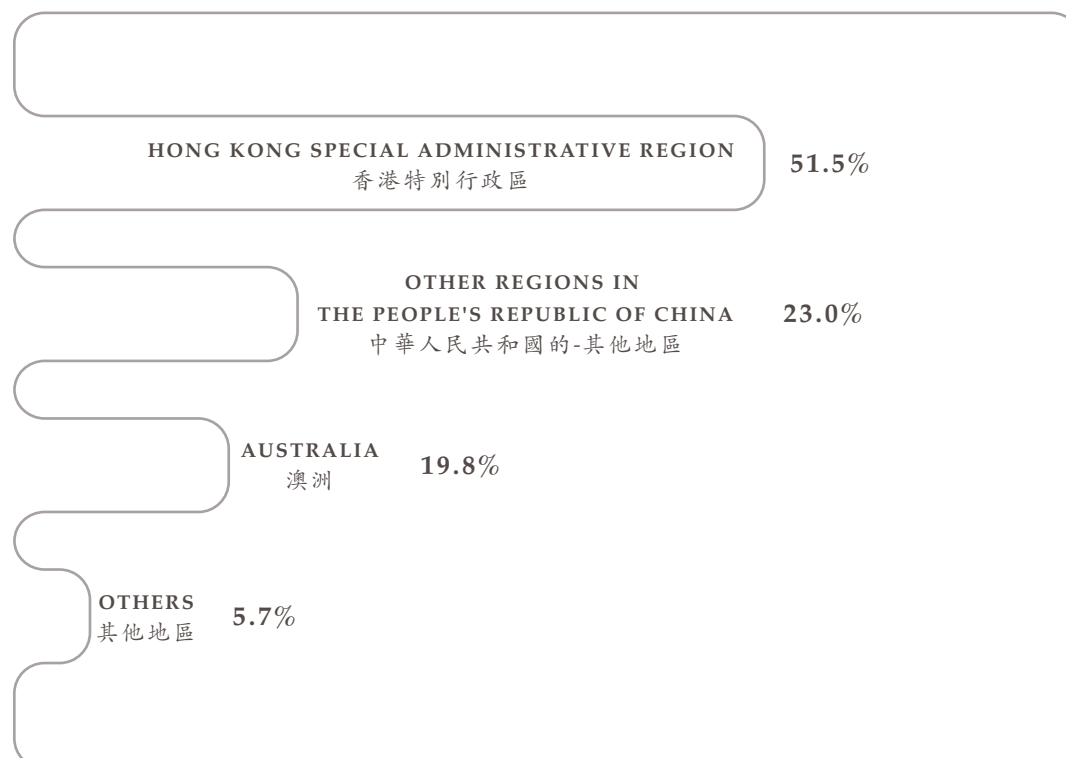 HONG KONG SPECIAL ADMINISTRATIVE REGION
香港特別行政區
51.5%
OTHER REGIONS IN
THE PEOPLE'S REPUBLIC OF CHINA
中華人民共和國的-其他地區
23.0%
AUSTRALIA
澳洲
19.8%
OTHERS
其他地區
5.7%